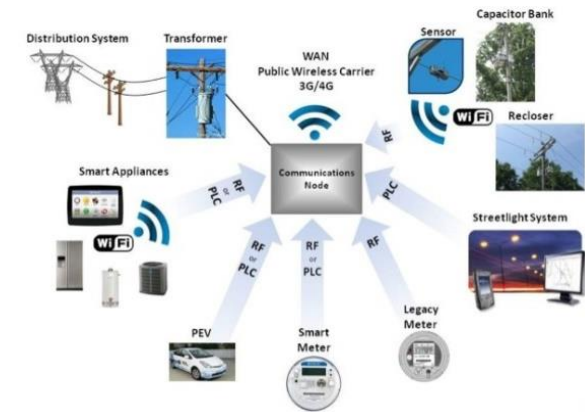 Capacitor Bank
Sensor
Distribution System
Transformer
WAN
Public Wireless Carrier
3G/4G
WiFi
Recloser
RF
Communications
Node
Smart Appliances
RF
or
PLC
PLC
WiFi
Streetlight System
RF
or
PLC
RF
or
PLC
RF
PEV
Smart
Meter
Legacy
Meter